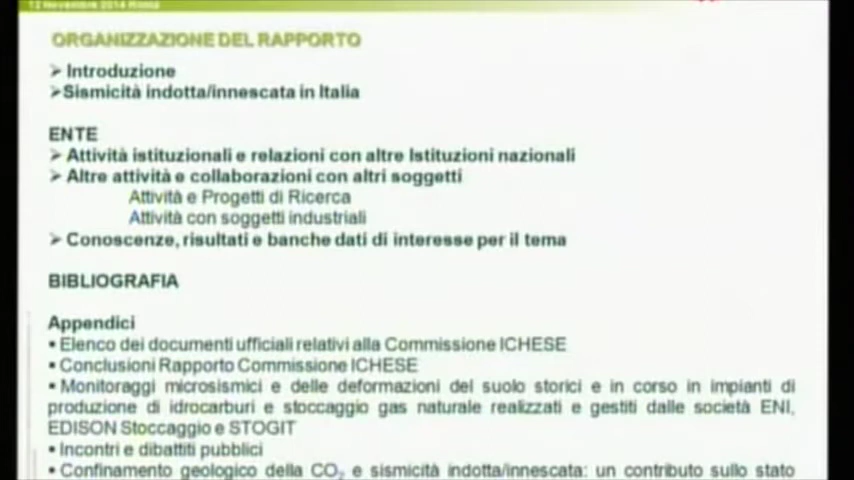 12 Novembre 2014 Roma
ORGANIZZAZIONE DEL RAPPORTO
➢ Introduzione
➢Sismicità indotta/innescata in Italia
ENTE
➢ Attività istituzionali e relazioni con altre Istituzioni nazionali
➢ Altre attività e collaborazioni con altri soggetti
Attività e Progetti di Ricerca
Attività con soggetti industriali
➢ Conoscenze, risultati e banche dati di interesse per il tema
BIBLIOGRAFIA
Appendici
▪ Elenco dei documenti ufficiali relativi alla Commissione ICHESE
▪ Conclusioni Rapporto Commissione ICHESE
▪ Monitoraggi microsismici e delle deformazioni del suolo storici e in corso in impianti di
produzione di idrocarburi e stoccaggio gas naturale realizzati e gestiti dalle società ENI,
EDISON Stoccaggio e STOGIT
▪ Incontri e dibattiti pubblici
▪ Confinamento geologico della CO₂ e sismicità indotta/innescata: un contributo sullo stato